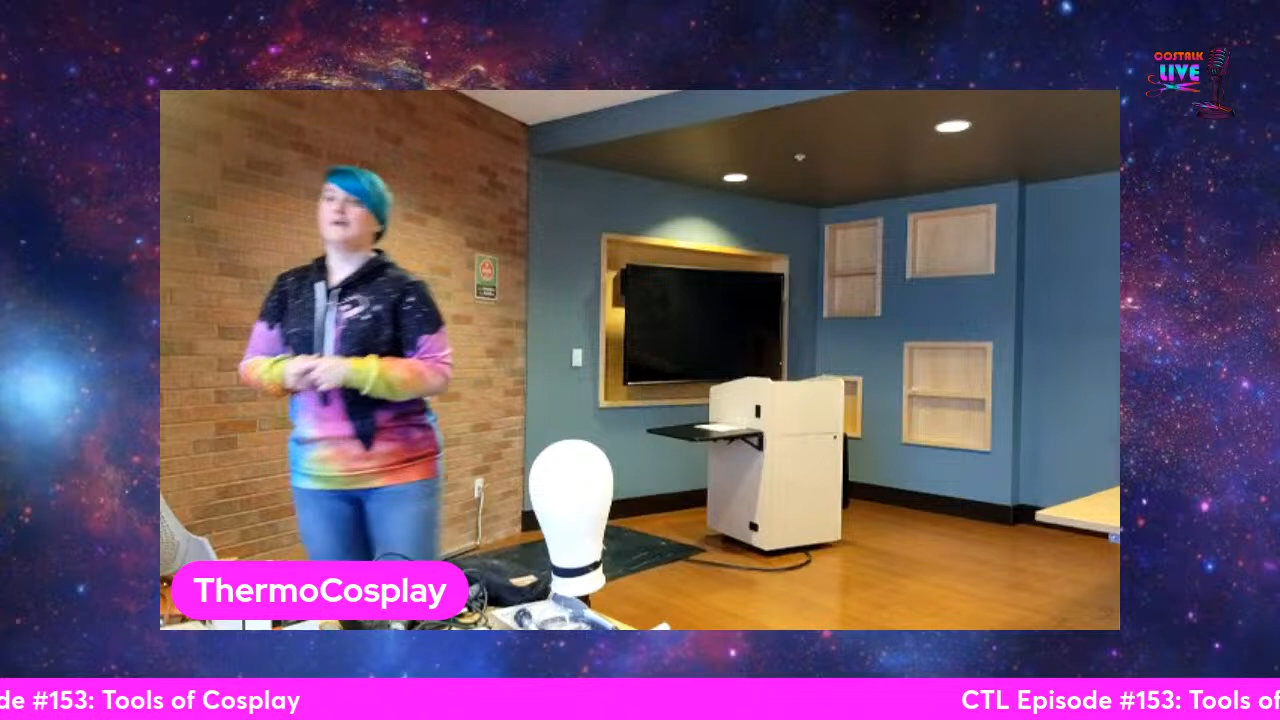 COSTALK
LIVE
ThermoCosplay
de #153: Tools of Cosplay
CTL Episode #153: Tools of